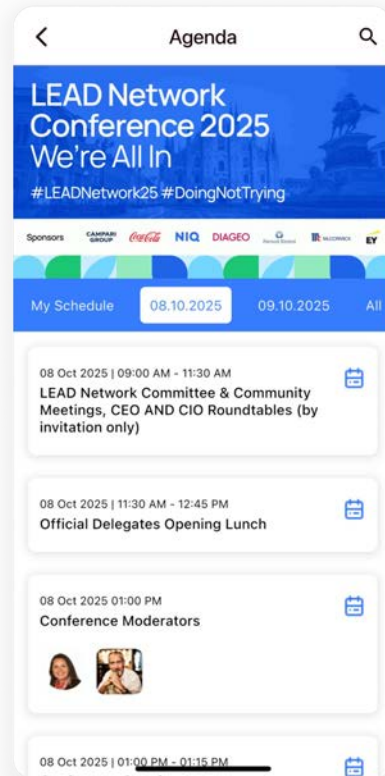 Agenda
LEAD Network
Conference 2025
We're All In
#LEADNetwork25 #DoingNotTrying
Sponsors CAMPARI GROUP Coca-Cola NIQ DIAGEO Pernod Ricard McCORMICK EY
My Schedule 08.10.2025 09.10.2025 All
08 Oct 2025 | 09:00 AM - 11:30 AM
LEAD Network Committee & Community
Meetings, CEO AND CIO Roundtables (by
invitation only)
08 Oct 2025 | 11:30 AM - 12:45 PM
Official Delegates Opening Lunch
08 Oct 2025 01:00 PM
Conference Moderators
08 Oct 2025 | 01:00 PM - 01:15 PM